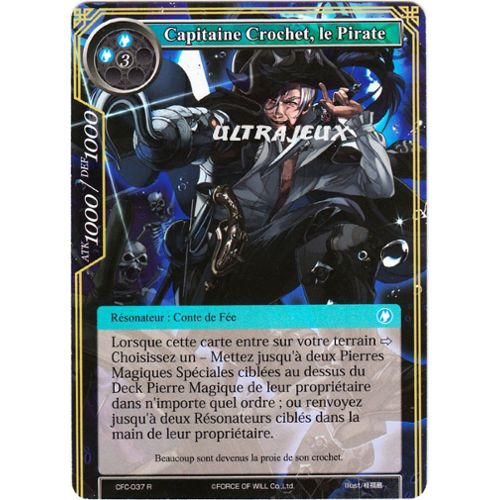 Capitaine Crochet, le Pirate
3
ATK 1000 / DEF 1000
ULTRAJEUX
Résonateur : Conte de Fée
Lorsque cette carte entre sur votre terrain ⇨
Choisissez un – Mettez jusqu'à deux Pierres
Magiques Spéciales ciblées au dessus du
Deck Pierre Magique de leur propriétaire
dans n'importe quel ordre ; ou renvoyez
jusqu'à deux Résonateurs ciblés dans la
main de leur propriétaire.
Beaucoup sont devenus la proie de son crochet.
CFC-037 R
©FORCE OF WILL Co.,Ltd.
Illust/